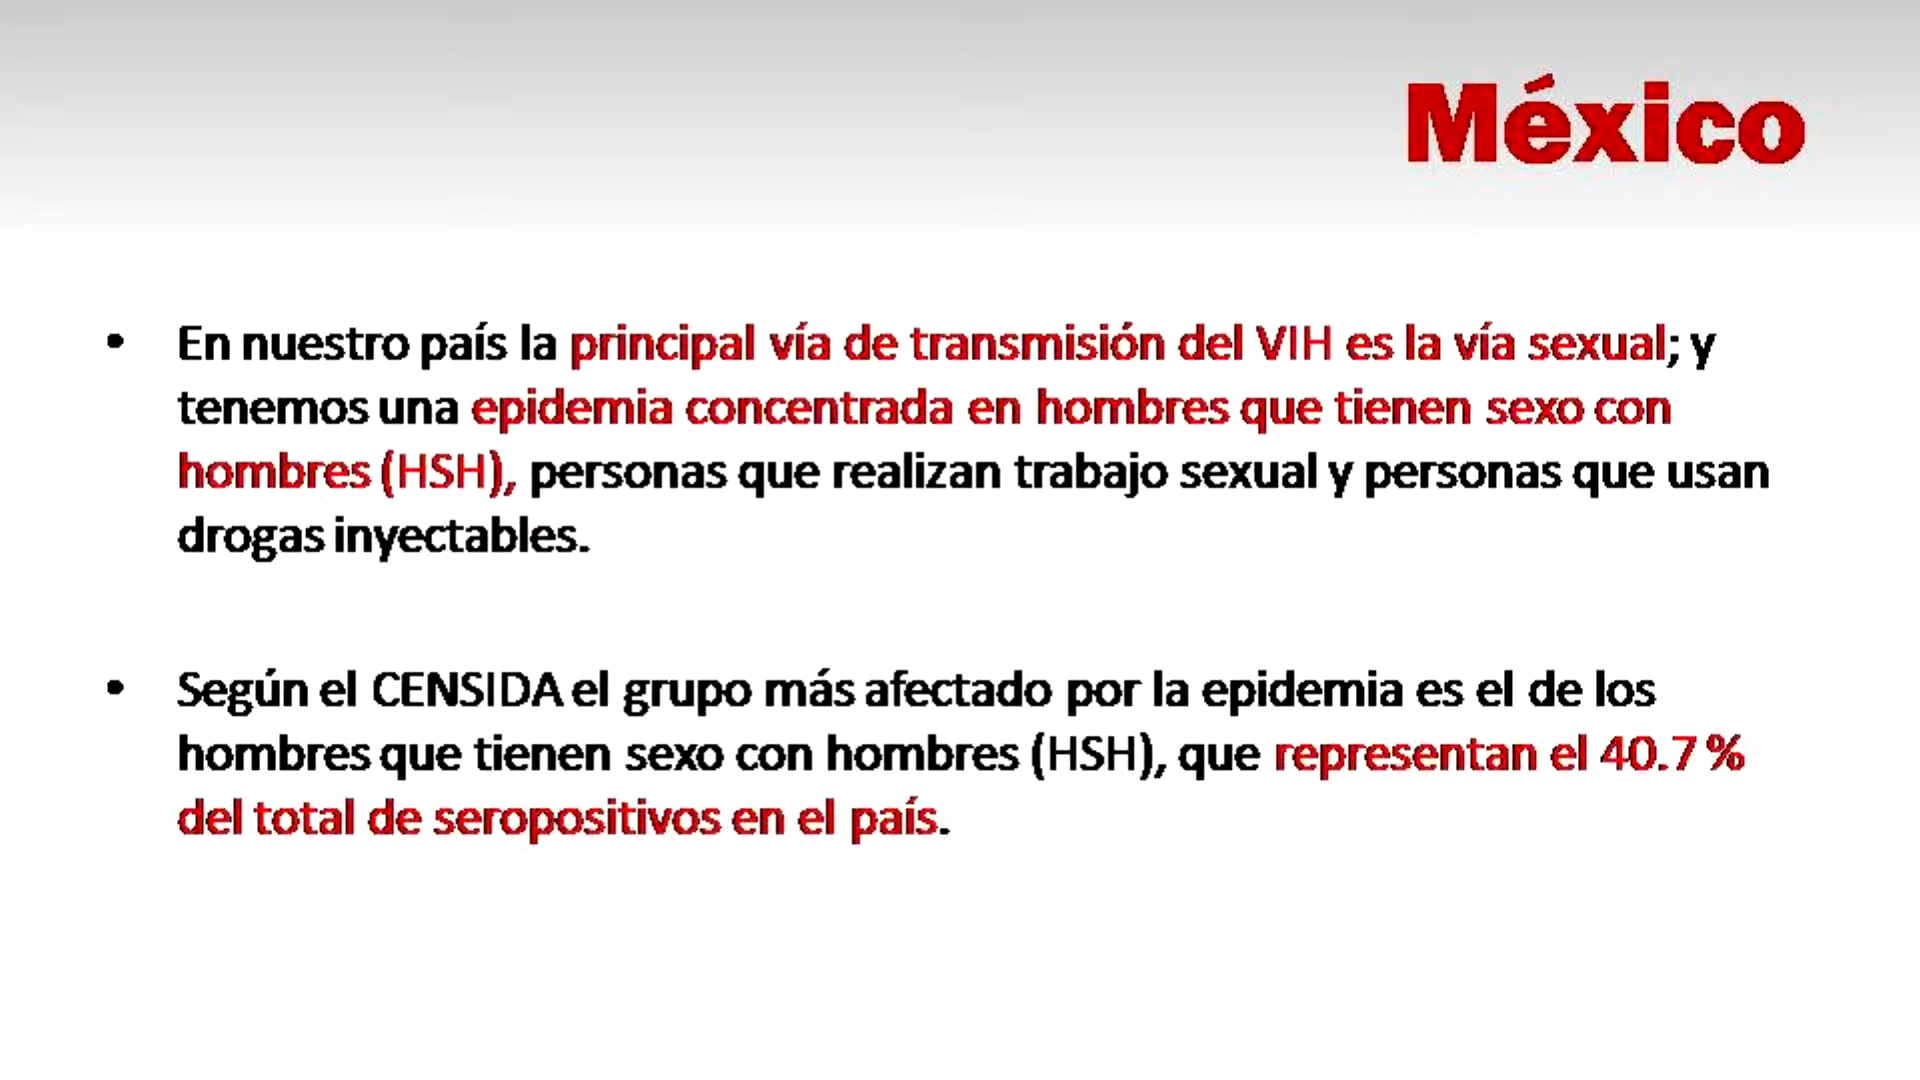 México
• En nuestro país la principal vía de transmisión del VIH es la vía sexual; y
tenemos una epidemia concentrada en hombres que tienen sexo con
hombres (HSH), personas que realizan trabajo sexual y personas que usan
drogas inyectables.
• Según el CENSIDA el grupo más afectado por la epidemia es el de los
hombres que tienen sexo con hombres (HSH), que representan el 40.7 %
del total de seropositivos en el país.